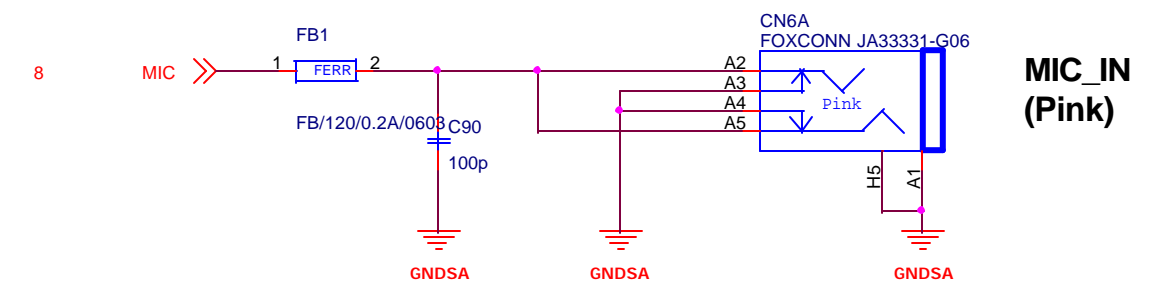 CN6A
FOXCONN JA33331-G06
FB1
8
MIC
1
FERR
2
A2
A3
A4
A5
Pink
MIC_IN
(Pink)
FB/120/0.2A/0603
C90
100p
H5
A1
GNDSA
GNDSA
GNDSA